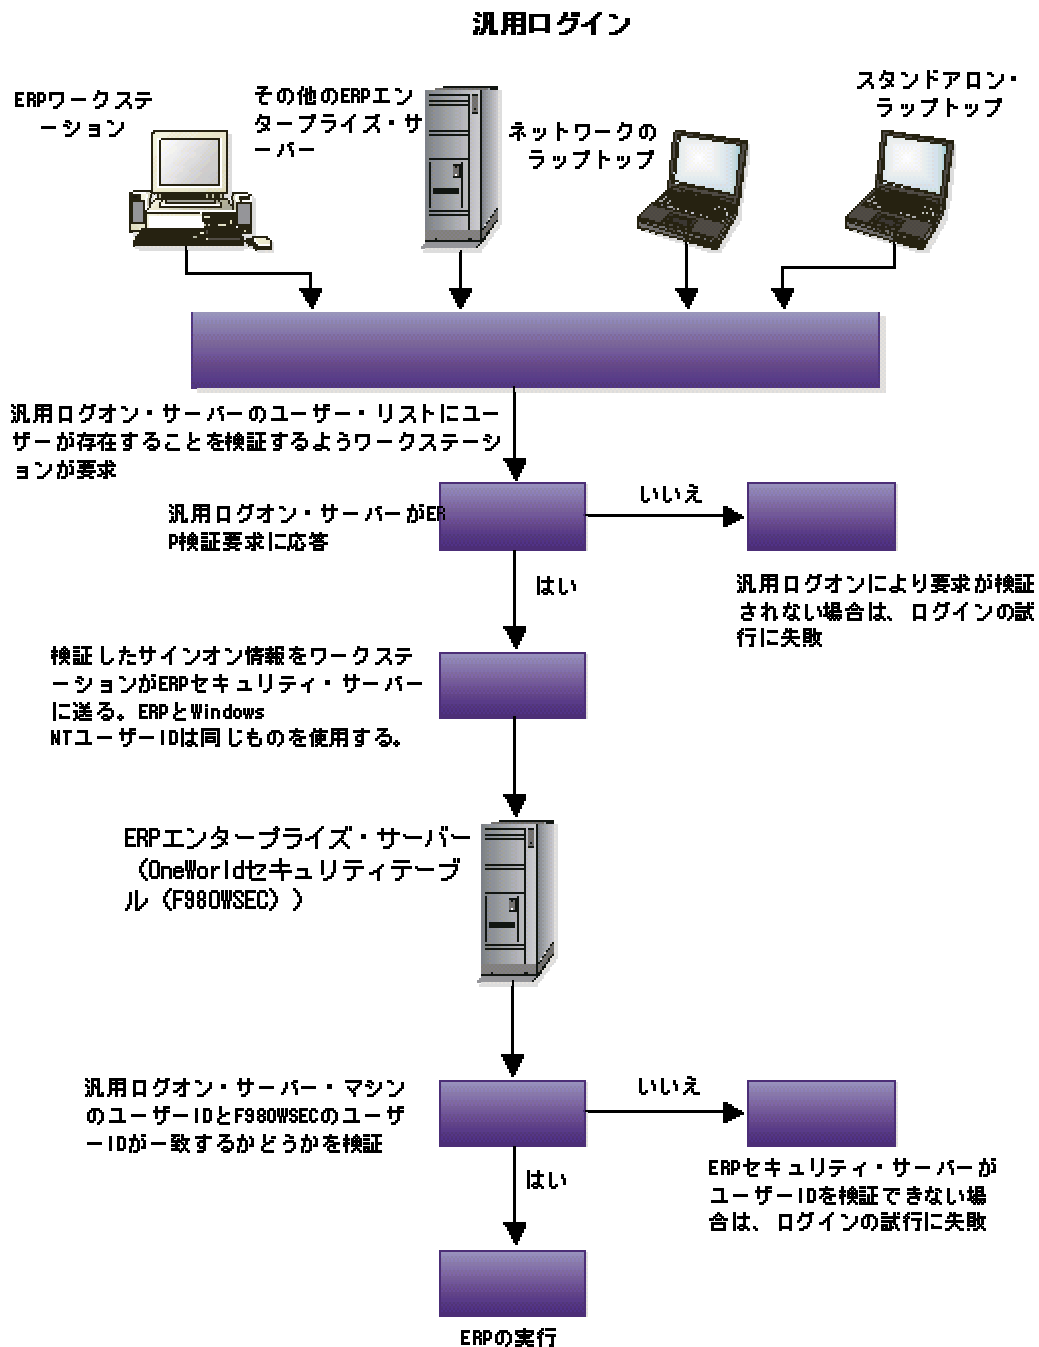 汎用ログイン
ERPワークステ
ーション
その他のERPエン
タープライズ・サ
ーバー
ネットワークの
ラップトップ
スタンドアロン・
ラップトップ
汎用ログオン・サーバーのユーザー・リストにユー
ザーが存在することを検証するようワークステーシ
ョンが要求
汎用ログオン・サーバーがER
P検証要求に応答
いいえ
はい
汎用ログオンにより要求が検証
されない場合は、ログインの試
行に失敗
検証したサインオン情報をワークステ
ーションがERPセキュリティ・サーバー
に送る。ERPとWindows
NTユーザーIDは同じものを使用する。
ERPエンタープライズ・サーバー
（OneWorldセキュリティテーブ
ル（F98OWSEC））
汎用ログオン・サーバー・マシン
のユーザーIDとF98OWSECのユーザ
ーIDが一致するかどうかを検証
いいえ
はい
ERPセキュリティ・サーバーが
ユーザーIDを検証できない場
合は、ログインの試行に失敗
ERPの実行